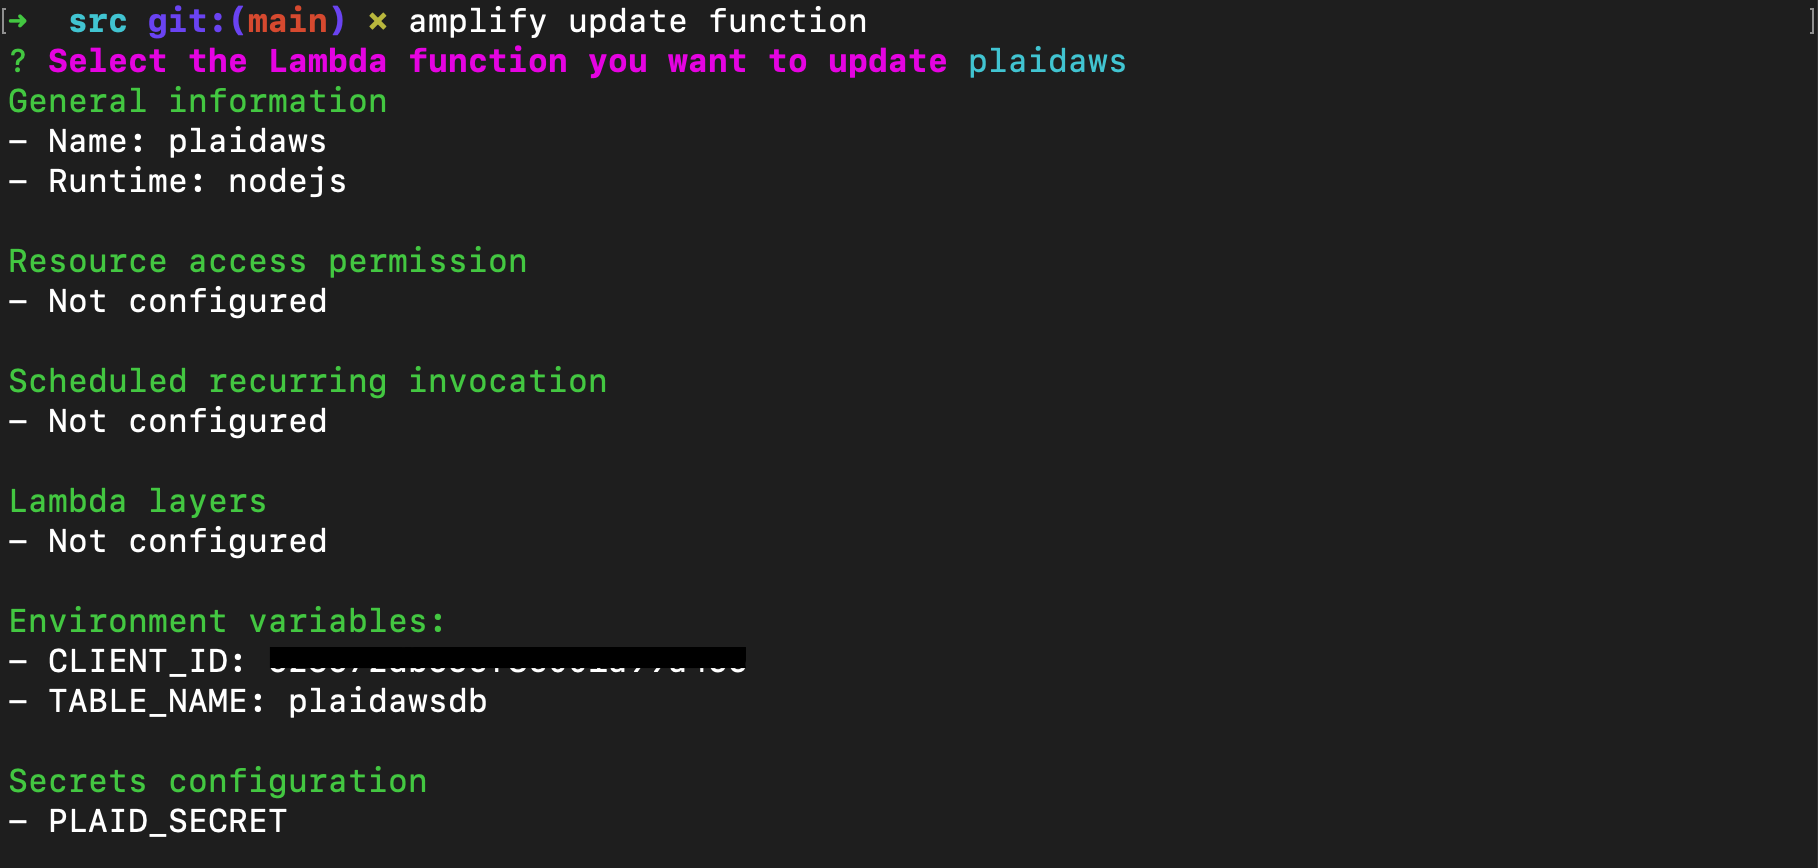 [➜  src git:(main) ✖ amplify update function ]
? Select the Lambda function you want to update plaidaws
General information
– Name: plaidaws
– Runtime: nodejs
Resource access permission
– Not configured
Scheduled recurring invocation
– Not configured
Lambda layers
– Not configured
Environment variables:
– CLIENT_ID:
– TABLE_NAME: plaidawsdb
Secrets configuration
– PLAID_SECRET